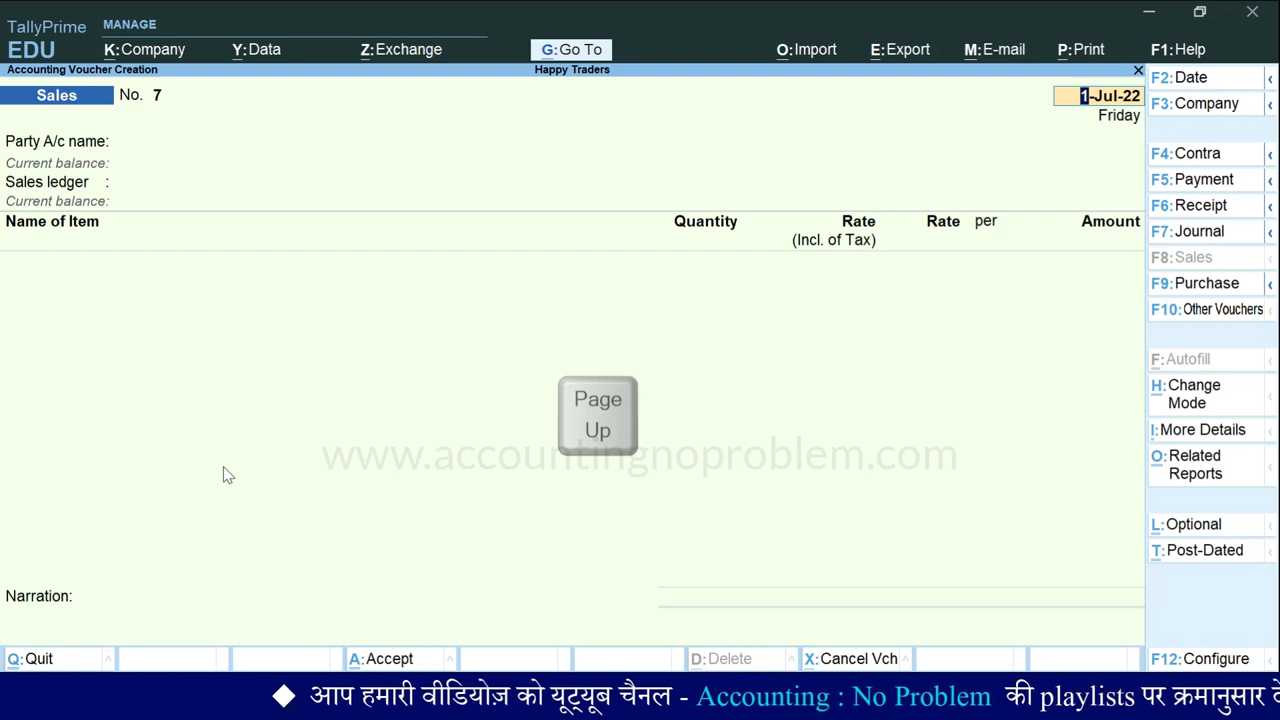 TallyPrime MANAGE
EDU K:Company Y:Data Z:Exchange G:Go To O:Import E:Export M:E-mail P:Print F1:Help
Accounting Voucher Creation Happy Traders
Sales No. 7 1-Jul-22
Friday
Party A/c name:
Current balance:
Sales ledger :
Current balance:
Name of Item Quantity Rate Rate per Amount
(Incl. of Tax)
Page
Up
www.accountingnoproblem.com
Narration:
F2:Date
F3:Company
F4:Contra
F5:Payment
F6:Receipt
F7:Journal
F8:Sales
F9:Purchase
F10:Other Vouchers
F:Autofill
H:Change
Mode
I:More Details
O:Related
Reports
L:Optional
T:Post-Dated
Q:Quit A:Accept D:Delete X:Cancel Vch F12:Configure
आप हमारी वीडियोज़ को यूट्यूब चैनल - Accounting : No Problem की playlists पर क्रमानुसार